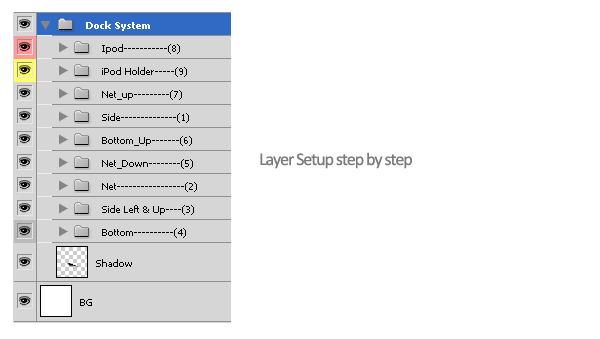 Dock System
Ipod-----------(8)
iPod Holder-----(9)
Net_up---------(7)
Side--------------(1)
Bottom_Up-------(6)
Net_Down--------(5)
Net-----------------(2)
Side Left & Up----(3)
Bottom----------(4)
Shadow
BG
Layer Setup step by step